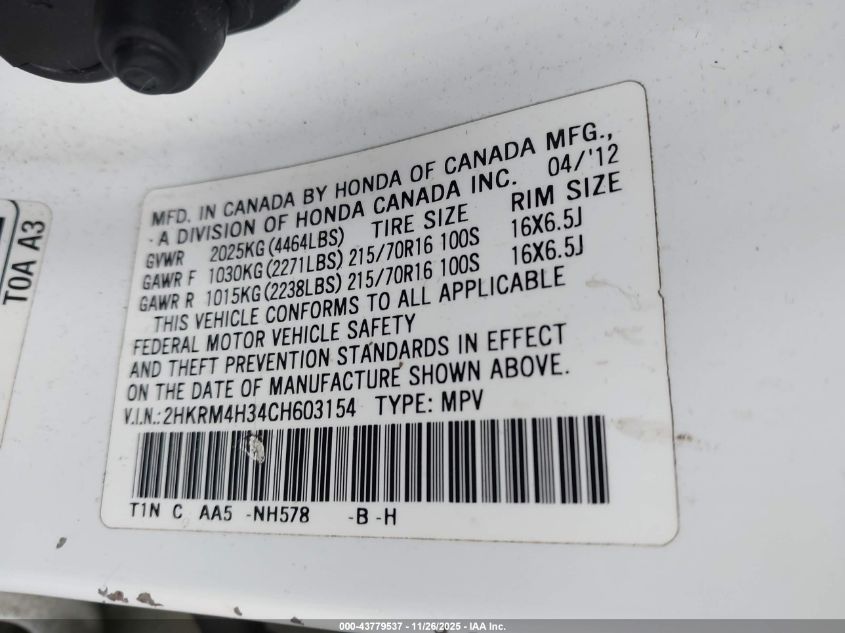 MFD. IN CANADA BY HONDA OF CANADA MFG.,
- A DIVISION OF HONDA CANADA INC. 04/'12
GVWR 2025KG(4464LBS) TIRE SIZE RIM SIZE
GAWR F 1030KG(2271LBS) 215/70R16 100S 16X6.5J
GAWR R 1015KG(2238LBS) 215/70R16 100S 16X6.5J
THIS VEHICLE CONFORMS TO ALL APPLICABLE
FEDERAL MOTOR VEHICLE SAFETY
AND THEFT PREVENTION STANDARDS IN EFFECT
ON THE DATE OF MANUFACTURE SHOWN ABOVE.
V.I.N.:2HKRM4H34CH603154 TYPE: MPV
T1N C AA5 -NH578 -B -H
T0A A3
000-43779537 - 11/26/2025 - IAA Inc.